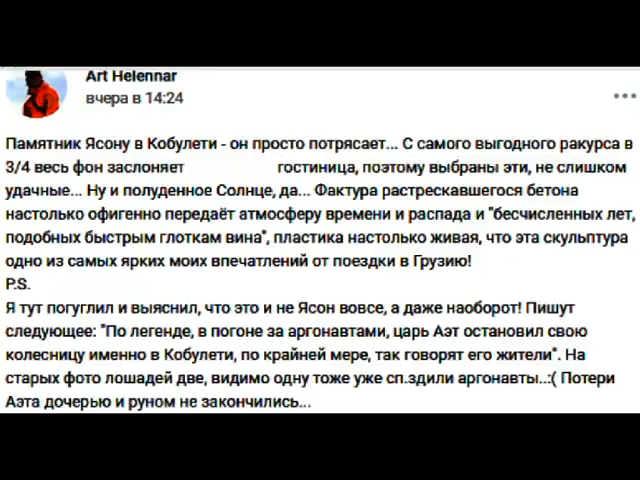 Art Helennar
вчера в 14:24
Памятник Ясону в Кобулети - он просто потрясает... С самого выгодного ракурса в
3/4 весь фон заслоняет гостиница, поэтому выбраны эти, не слишком
удачные... Ну и полуденное Солнце, да... Фактура растрескавшегося бетона
настолько офигенно передаёт атмосферу времени и распада и "бесчисленных лет,
подобных быстрым глоткам вина", пластика настолько живая, что эта скульптура
одно из самых ярких моих впечатлений от поездки в Грузию!
P.S.
Я тут погуглил и выяснил, что это и не Ясон вовсе, а даже наоборот! Пишут
следующее: "По легенде, в погоне за аргонавтами, царь Аэт остановил свою
колесницу именно в Кобулети, по крайней мере, так говорят его жители". На
старых фото лошадей две, видимо одну тоже уже сп.здили аргонавты..:( Потери
Аэта дочерью и руном не закончились...